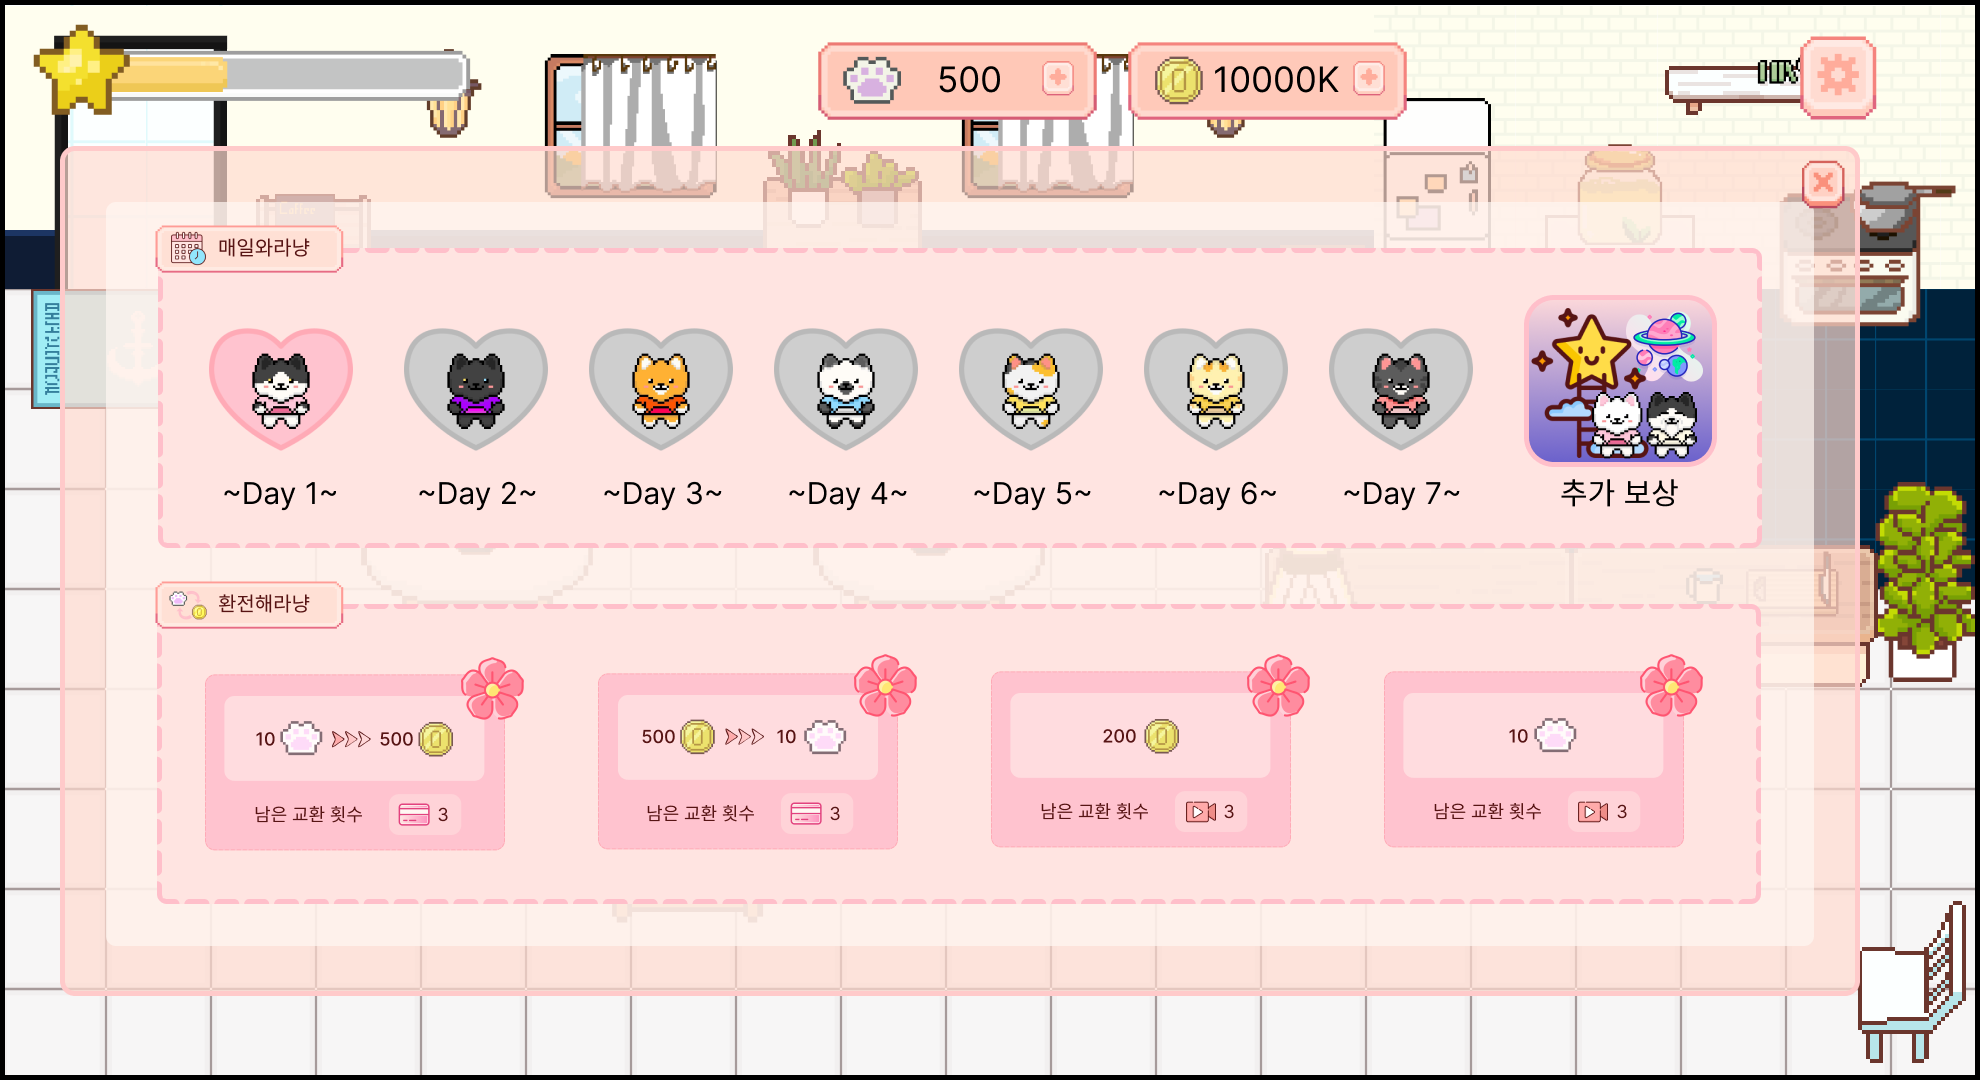 500
10000K
매일와라냥
~Day 1~
~Day 2~
~Day 3~
~Day 4~
~Day 5~
~Day 6~
~Day 7~
추가 보상
환전해라냥
10 500
남은 교환 횟수 3
500 10
남은 교환 횟수 3
200
남은 교환 횟수 3
10
남은 교환 횟수 3